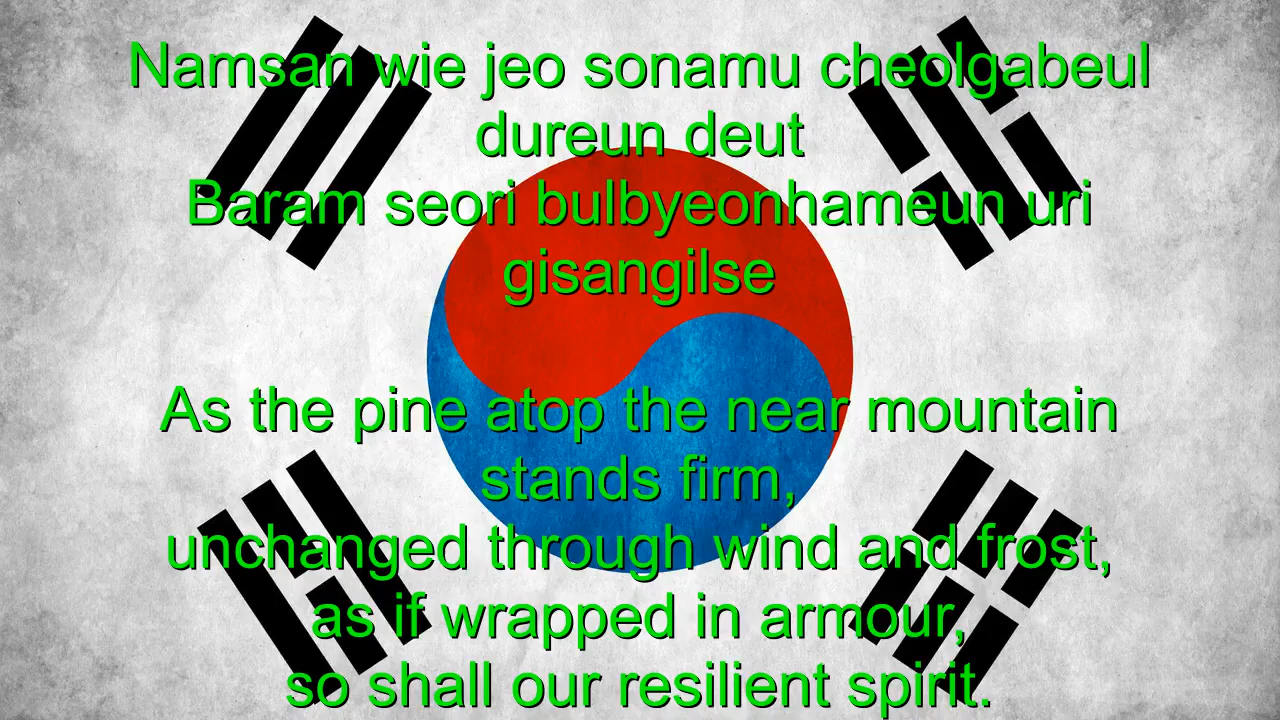 Namsan wie jeo sonamu cheolgabeul
dureun deut
Baram seori bulbyeonhameun uri
gisangilse
As the pine atop the near mountain
stands firm,
unchanged through wind and frost,
as if wrapped in armour,
so shall our resilient spirit.